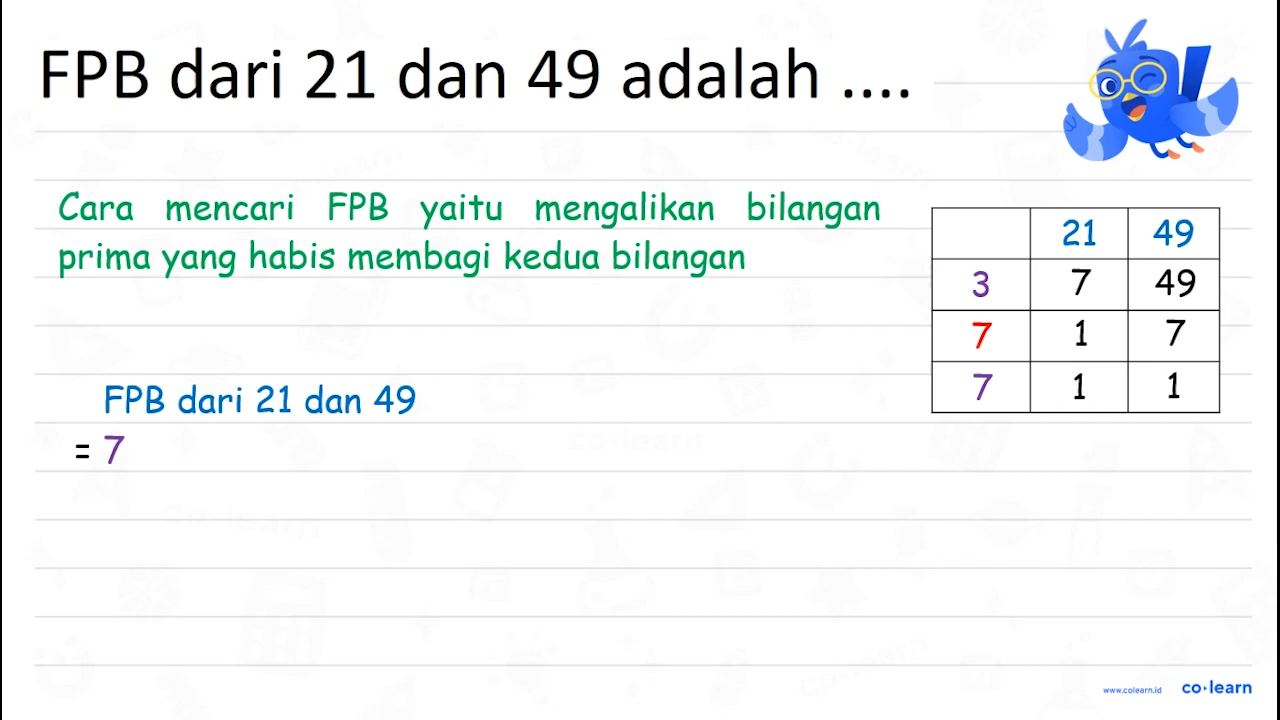 FPB dari 21 dan 49 adalah ....
Cara mencari FPB yaitu mengalikan bilangan
prima yang habis membagi kedua bilangan
21 49
3 7 49
7 1 7
7 1 1
FPB dari 21 dan 49
= 7
co·learn
www.colearn.id co·learn